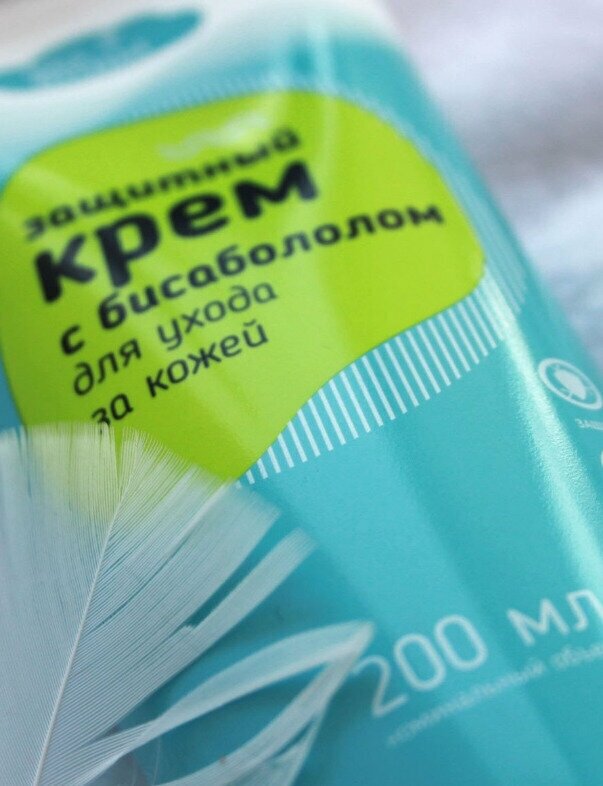 защитный
крем
с бисабололом
для ухода
за кожей
200 мл